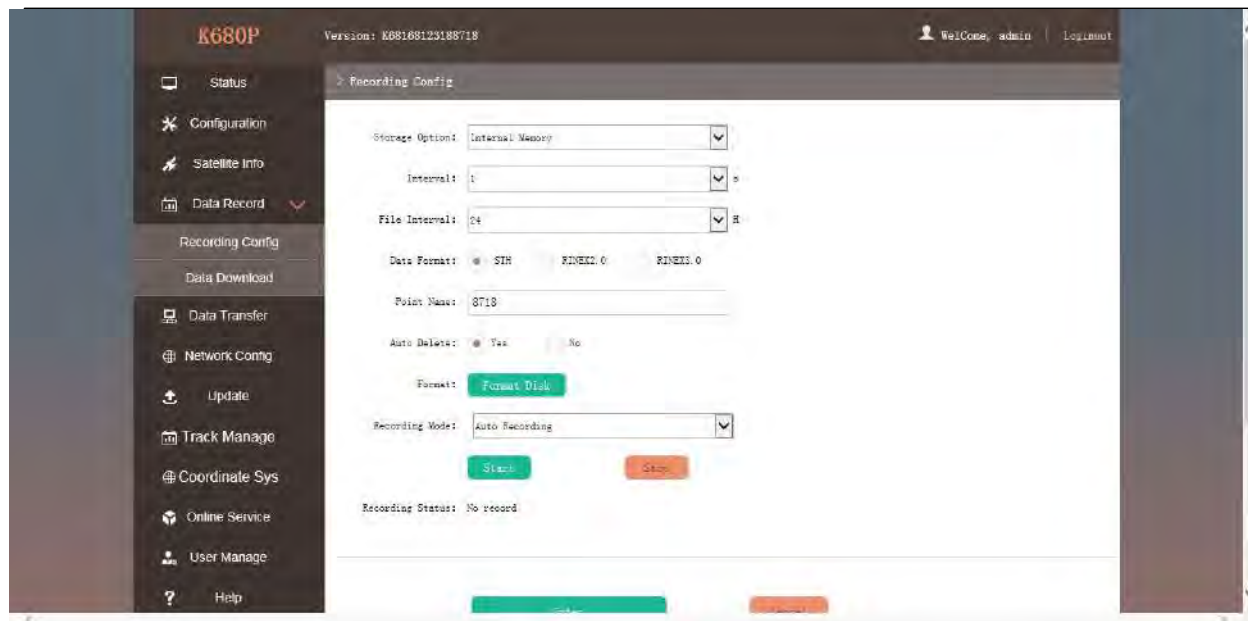 K680P
Version: K68168123188718
WelCome, admin | Loginout
Status
> Recording Config
Configuration
Satellite Info
Data Record
Recording Config
Data Download
Data Transfer
Network Config
Update
Track Manage
Coordinate Sys
Online Service
User Manage
? Help
Storage Option: Internal Memory
Interval: 1 s
File Interval: 24 H
Data Format: STH RINEX2.0 RINEX3.0
Point Name: 8718
Auto Delete: Yes No
Format: Format Disk
Recording Mode: Auto Recording
Start Stop
Recording Status: No record